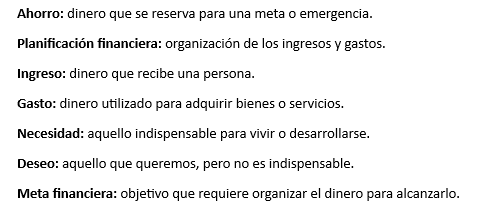 Ahorro: dinero que se reserva para una meta o emergencia.
Planificación financiera: organización de los ingresos y gastos.
Ingreso: dinero que recibe una persona.
Gasto: dinero utilizado para adquirir bienes o servicios.
Necesidad: aquello indispensable para vivir o desarrollarse.
Deseo: aquello que queremos, pero no es indispensable.
Meta financiera: objetivo que requiere organizar el dinero para alcanzarlo.